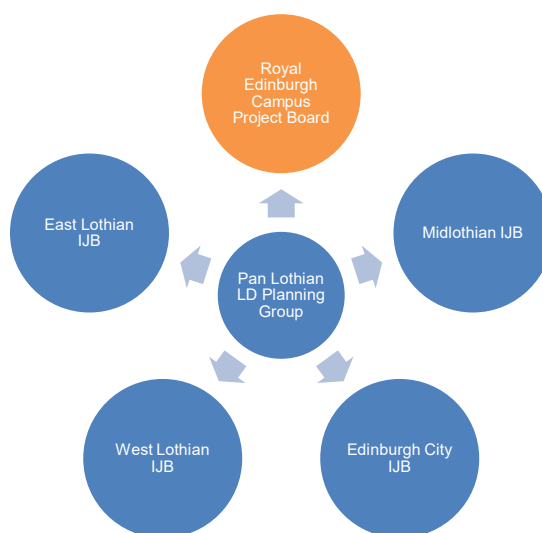 Royal
Edinburgh
Campus
Project Board
East Lothian
IJB
Midlothian IJB
Pan Lothian
LD Planning
Group
West Lothian
IJB
Edinburgh City
IJB